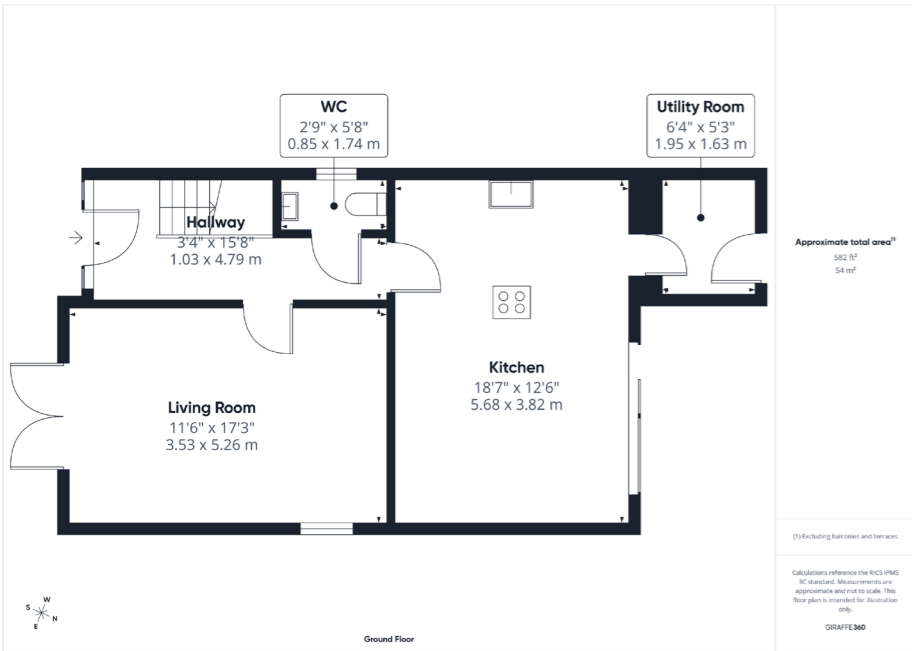 WC
2'9" x 5'8"
0.85 x 1.74 m
Utility Room
6'4" x 5'3"
1.95 x 1.63 m
Hallway
3'4" x 15'8"
1.03 x 4.79 m
Kitchen
18'7" x 12'6"
5.68 x 3.82 m
Living Room
11'6" x 17'3"
3.53 x 5.26 m
Approximate total area⁽¹⁾
582 ft²
54 m²
(1) Excluding balconies and terraces
Calculations reference the RICS IPMS
3C standard. Measurements are
approximate and not to scale. This
floor plan is intended for illustration
only.
GIRAFFE360
W
S
N
E
Ground Floor